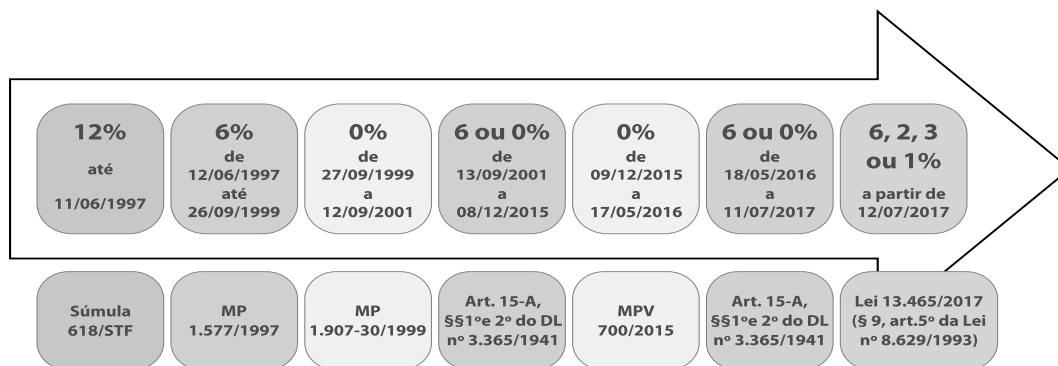 12%
até
11/06/1997
6%
de
12/06/1997
até
26/09/1999
0%
de
27/09/1999
a
12/09/2001
6 ou 0%
de
13/09/2001
a
08/12/2015
0%
de
09/12/2015
a
17/05/2016
6 ou 0%
de
18/05/2016
a
11/07/2017
6, 2, 3
ou 1%
a partir de
12/07/2017
Súmula
618/STF
MP
1.577/1997
MP
1.907-30/1999
Art. 15-A,
§§1ºe 2º do DL
nº 3.365/1941
MPV
700/2015
Art. 15-A,
§§1ºe 2º do DL
nº 3.365/1941
Lei 13.465/2017
(§ 9, art.5º da Lei
nº 8.629/1993)